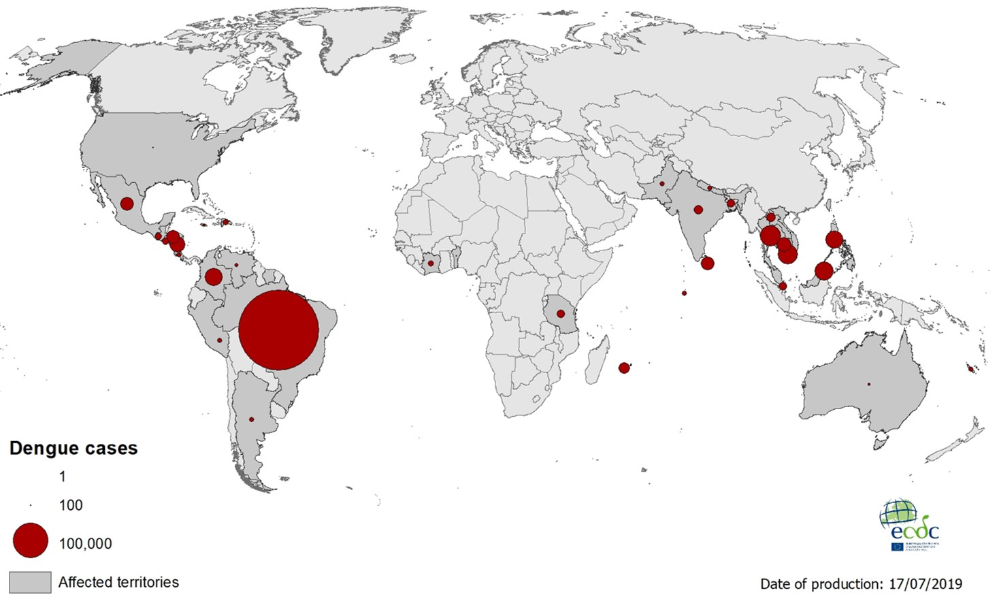 Dengue cases
1
100
100,000
Affected territories
ecdc
Date of production: 17/07/2019